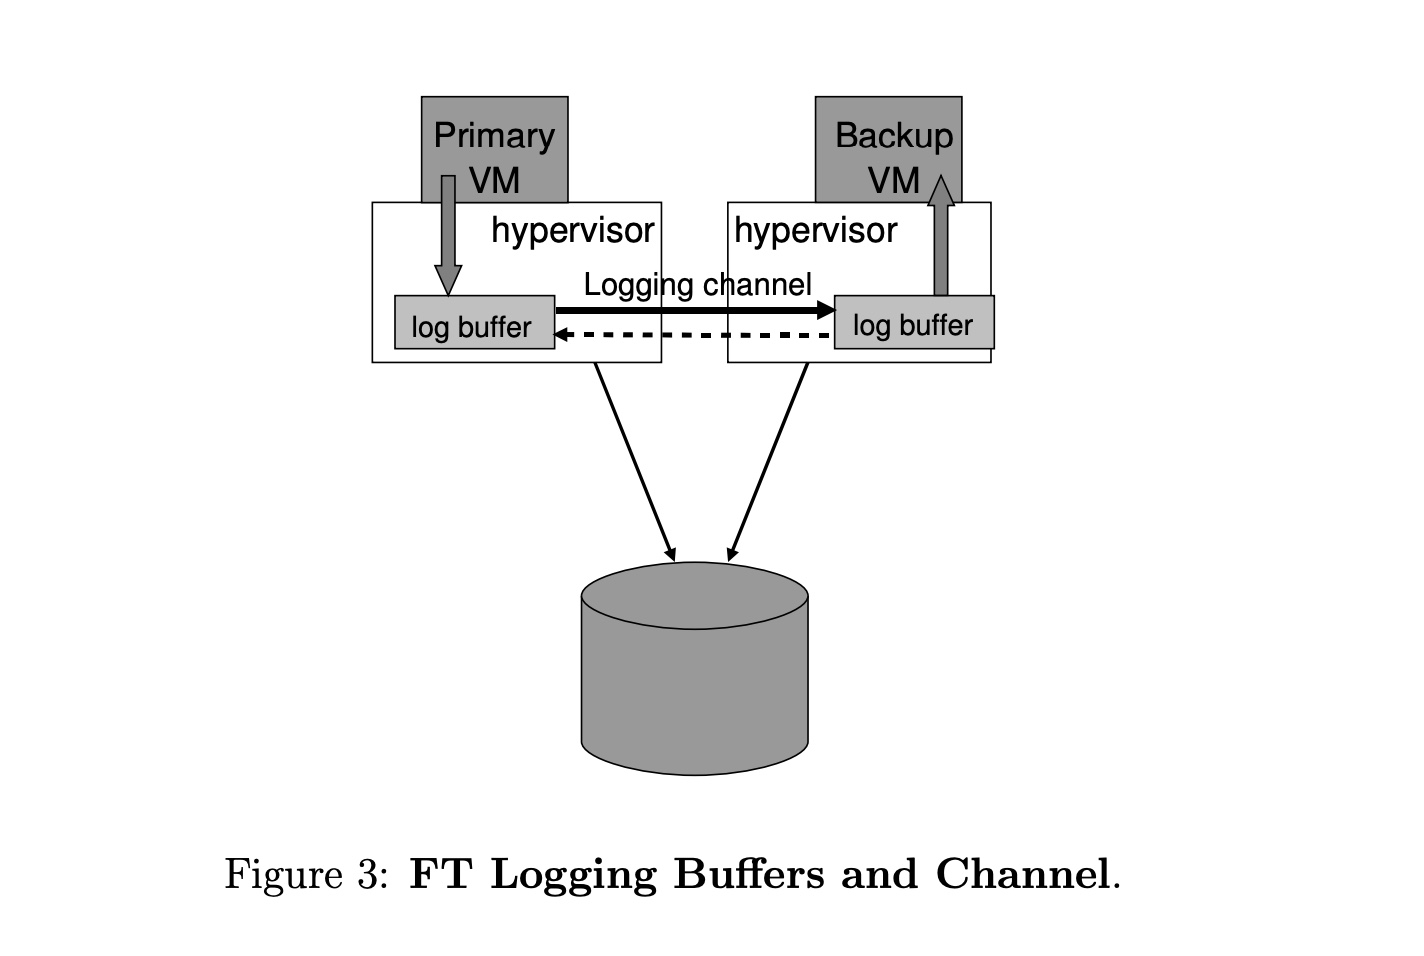 Primary
VM
Backup
VM
hypervisor
hypervisor
Logging channel
log buffer
log buffer
Figure 3: FT Logging Buffers and Channel.